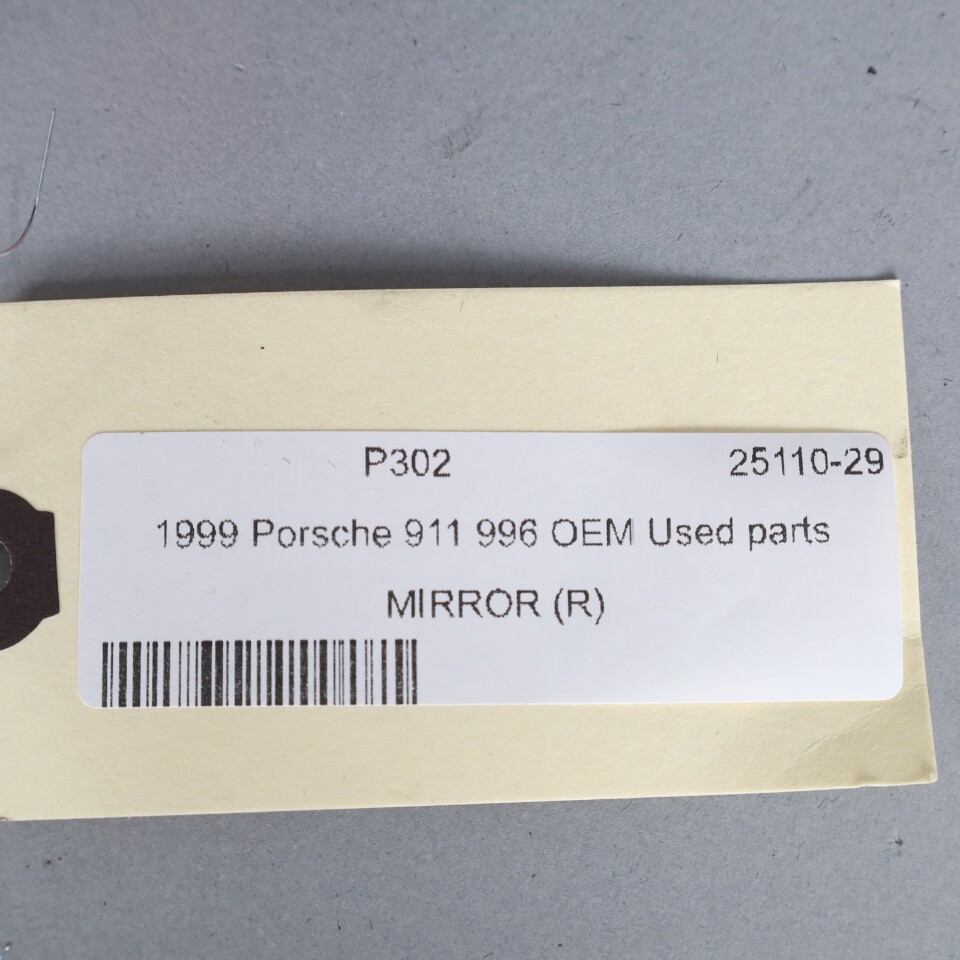 P302 25110-29
1999 Porsche 911 996 OEM Used parts
MIRROR (R)